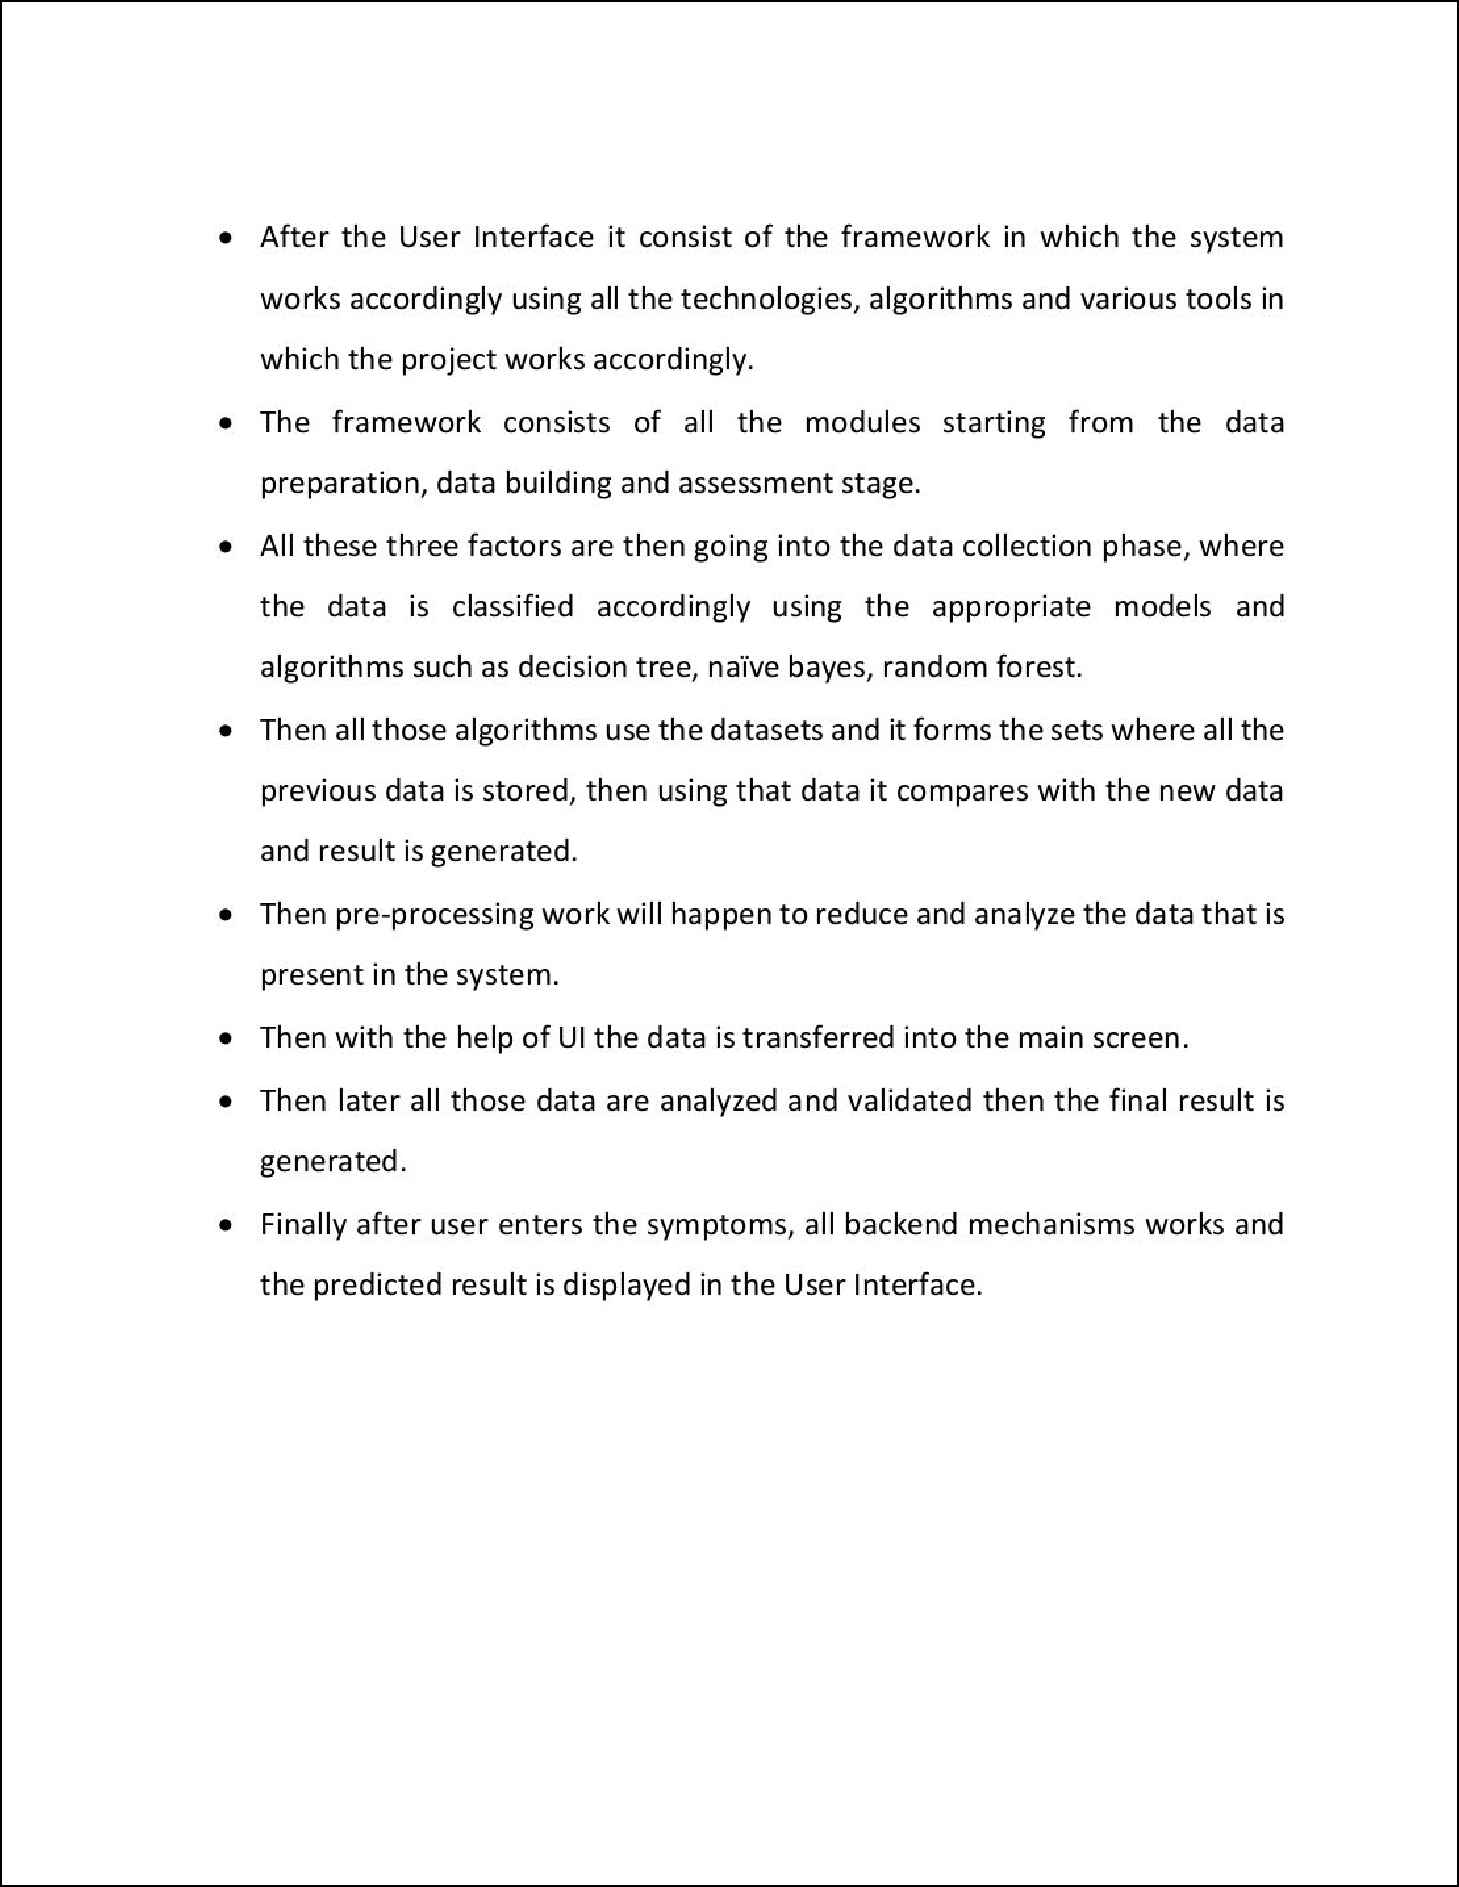 • After the User Interface it consist of the framework in which the system
works accordingly using all the technologies, algorithms and various tools in
which the project works accordingly.
• The framework consists of all the modules starting from the data
preparation, data building and assessment stage.
• All these three factors are then going into the data collection phase, where
the data is classified accordingly using the appropriate models and
algorithms such as decision tree, naïve bayes, random forest.
• Then all those algorithms use the datasets and it forms the sets where all the
previous data is stored, then using that data it compares with the new data
and result is generated.
• Then pre-processing work will happen to reduce and analyze the data that is
present in the system.
• Then with the help of UI the data is transferred into the main screen.
• Then later all those data are analyzed and validated then the final result is
generated.
• Finally after user enters the symptoms, all backend mechanisms works and
the predicted result is displayed in the User Interface.